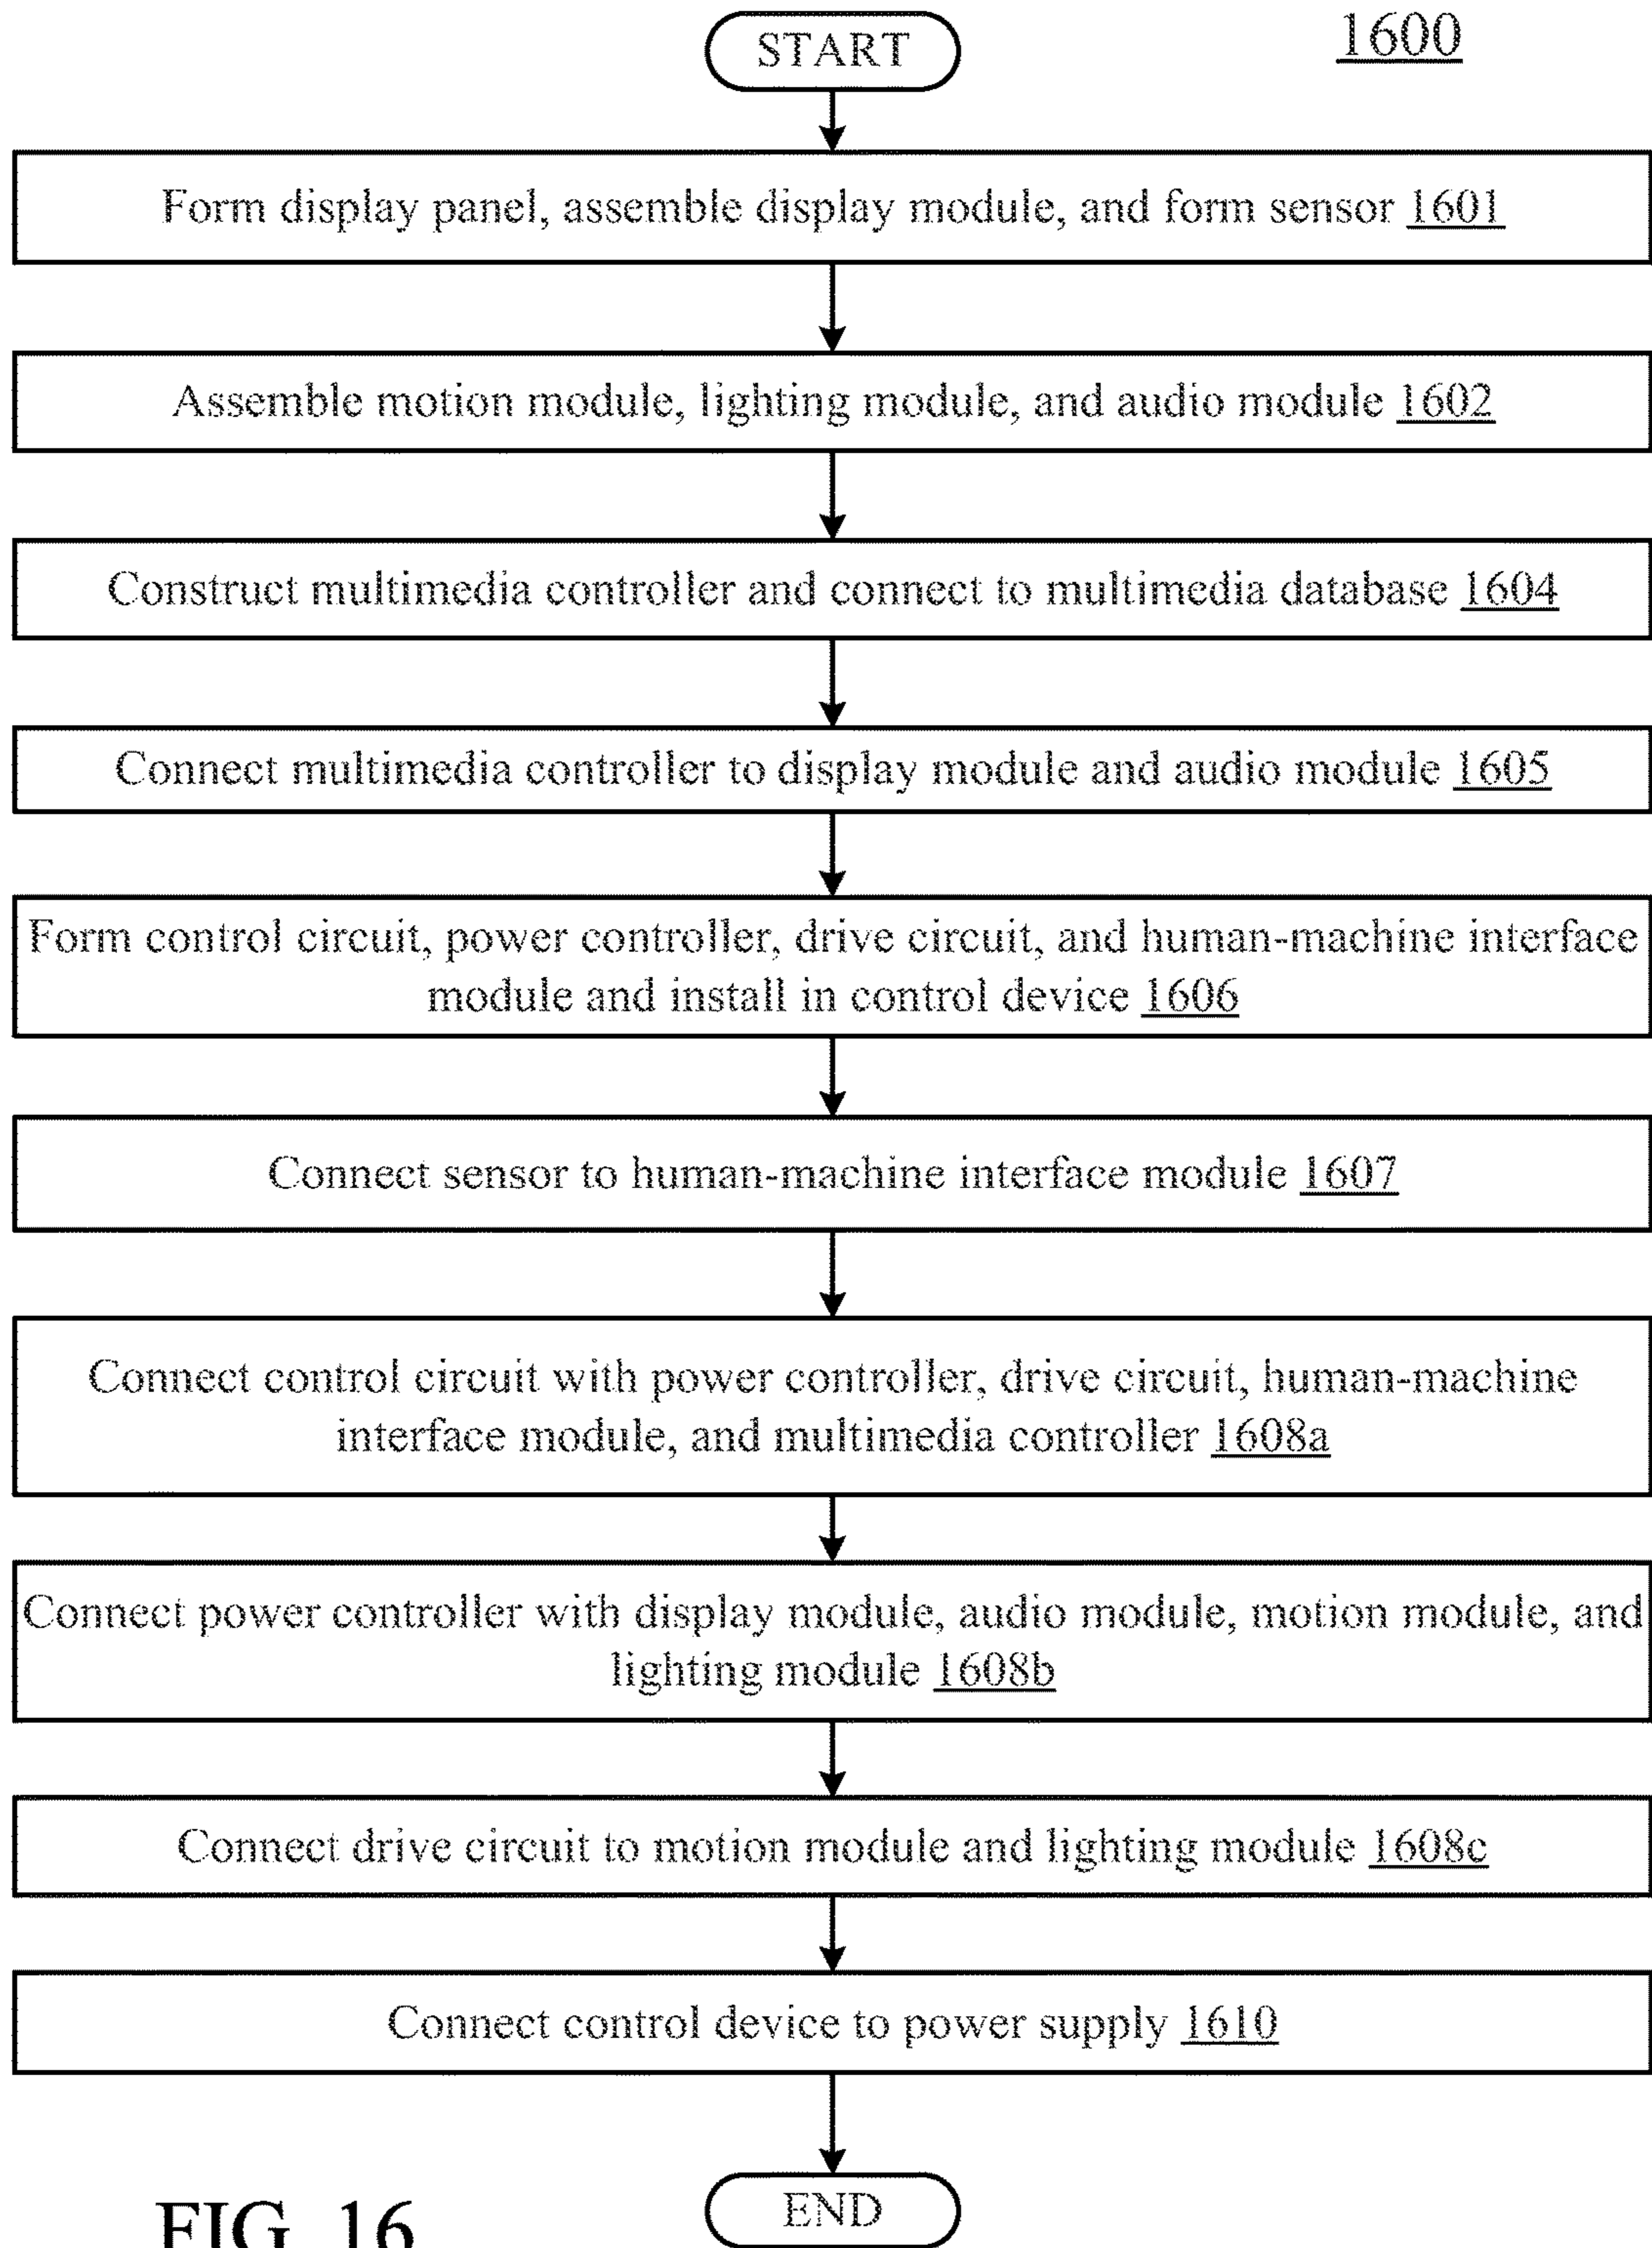 START
1600
Form display panel, assemble display module, and form sensor 1601
Assemble motion module, lighting module, and audio module 1602
Construct multimedia controller and connect to multimedia database 1604
Connect multimedia controller to display module and audio module 1605
Form control circuit, power controller, drive circuit, and human-machine interface
module and install in control device 1606
Connect sensor to human-machine interface module 1607
Connect control circuit with power controller, drive circuit, human-machine
interface module, and multimedia controller 1608a
Connect power controller with display module, audio module, motion module, and
lighting module 1608b
Connect drive circuit to motion module and lighting module 1608c
Connect control device to power supply 1610
END
FIG. 16